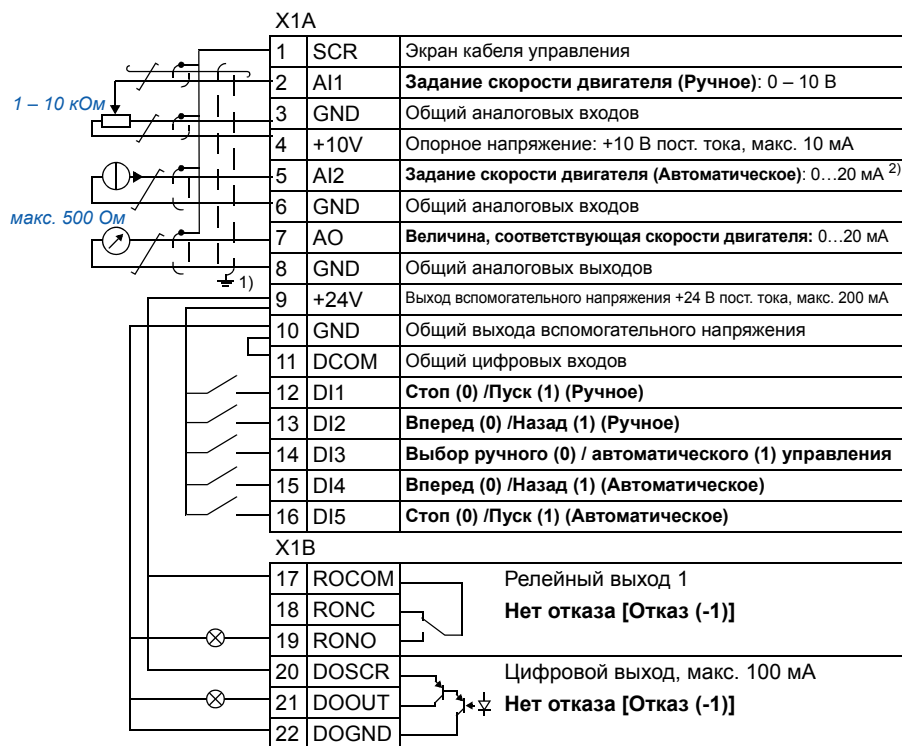 X1A
1 SCR Экран кабеля управления
2 AI1 Задание скорости двигателя (Ручное): 0 – 10 В
1 – 10 кОм
3 GND Общий аналоговых входов
4 +10V Опорное напряжение: +10 В пост. тока, макс. 10 мА
5 AI2 Задание скорости двигателя (Автоматическое): 0…20 мА 2)
6 GND Общий аналоговых входов
макс. 500 Ом
7 AO Величина, соответствующая скорости двигателя: 0…20 мА
8 GND Общий аналоговых выходов
1)
9 +24V Выход вспомогательного напряжения +24 В пост. тока, макс. 200 мА
10 GND Общий выхода вспомогательного напряжения
11 DCOM Общий цифровых входов
12 DI1 Стоп (0) /Пуск (1) (Ручное)
13 DI2 Вперед (0) /Назад (1) (Ручное)
14 DI3 Выбор ручного (0) / автоматического (1) управления
15 DI4 Вперед (0) /Назад (1) (Автоматическое)
16 DI5 Стоп (0) /Пуск (1) (Автоматическое)
X1B
17 ROCOM Релейный выход 1
18 RONC Нет отказа [Отказ (-1)]
19 RONO
20 DOSCR Цифровой выход, макс. 100 мА
21 DOOUT Нет отказа [Отказ (-1)]
22 DOGND